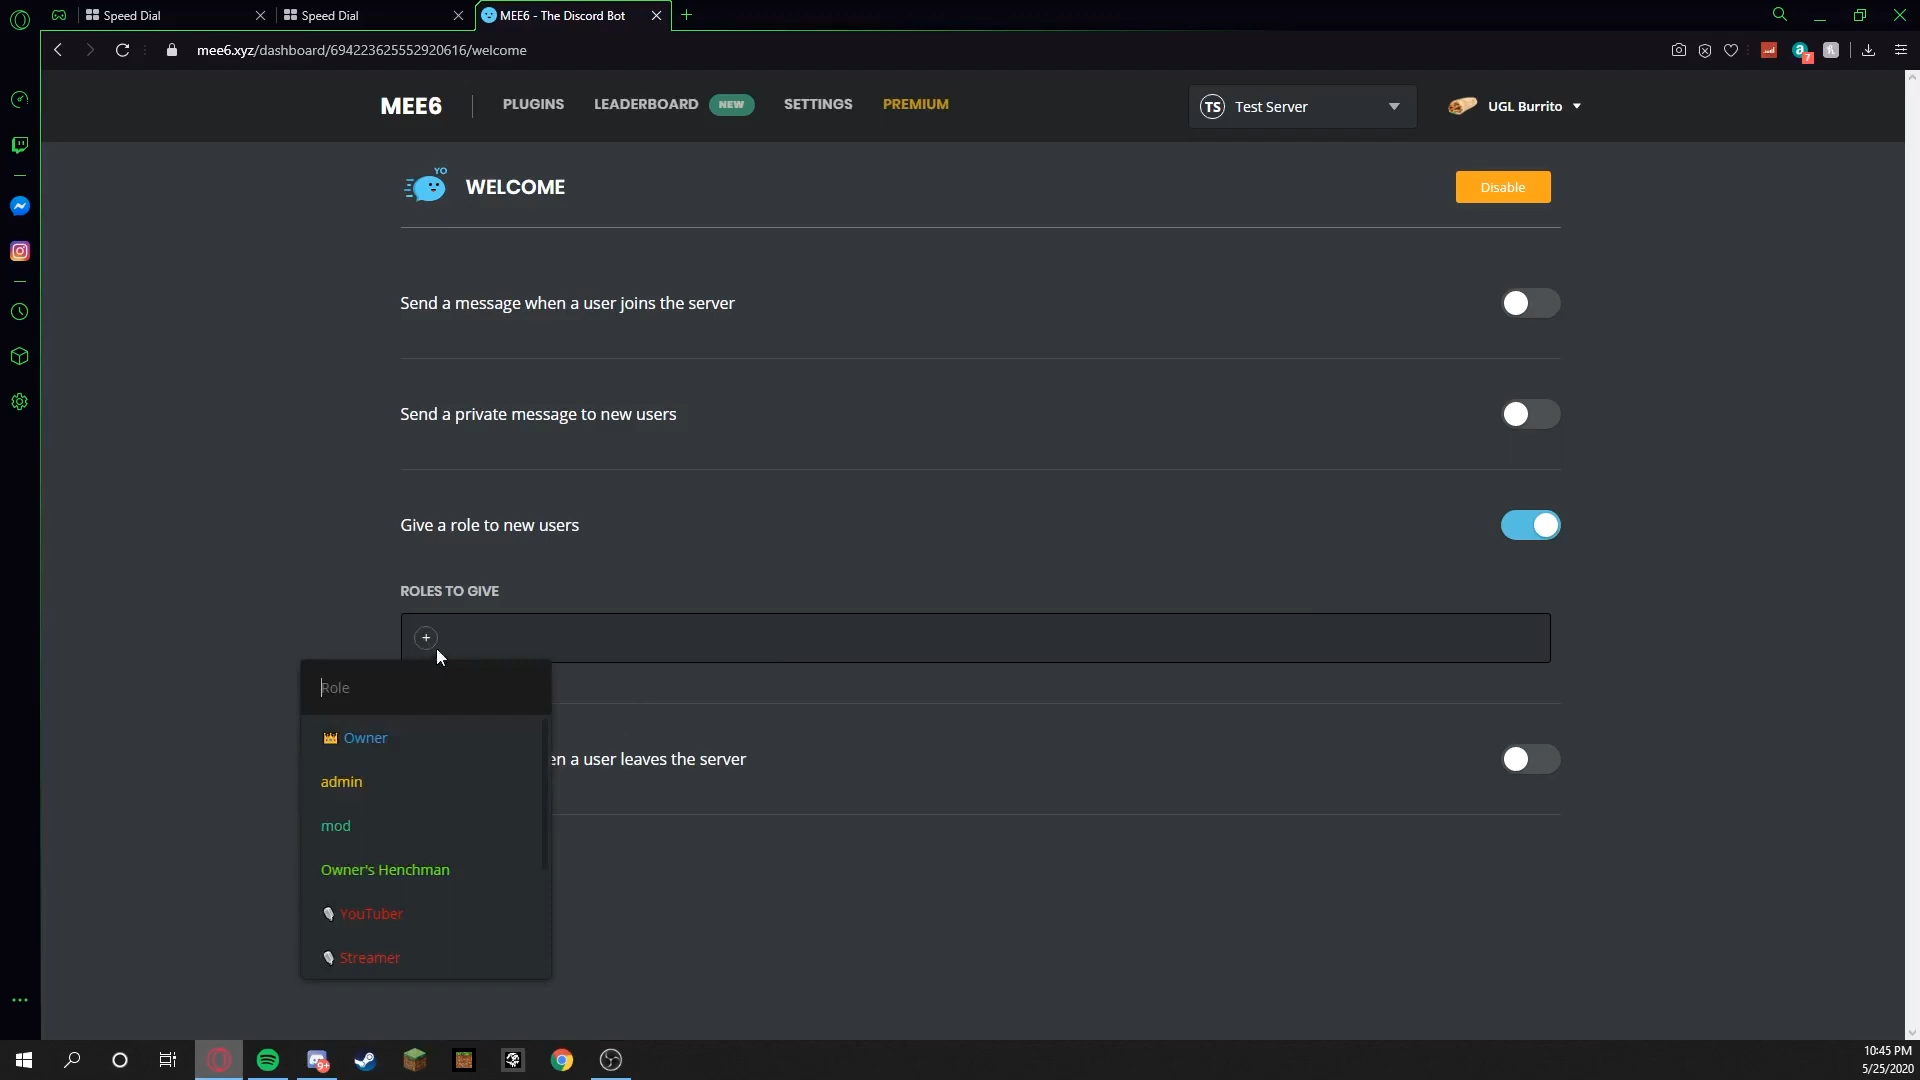 Speed Dial
Speed Dial
MEE6 - The Discord Bot
mee6.xyz/dashboard/694223625552920616/welcome
7
MEE6
PLUGINS
LEADERBOARD
NEW
SETTINGS
PREMIUM
TS
Test Server
UGL Burrito
YO
WELCOME
Disable
Send a message when a user joins the server
Send a private message to new users
Give a role to new users
ROLES TO GIVE
+
Role
Owner
en a user leaves the server
admin
mod
Owner's Henchman
YouTuber
Streamer
9+
10:45 PM
5/25/2020